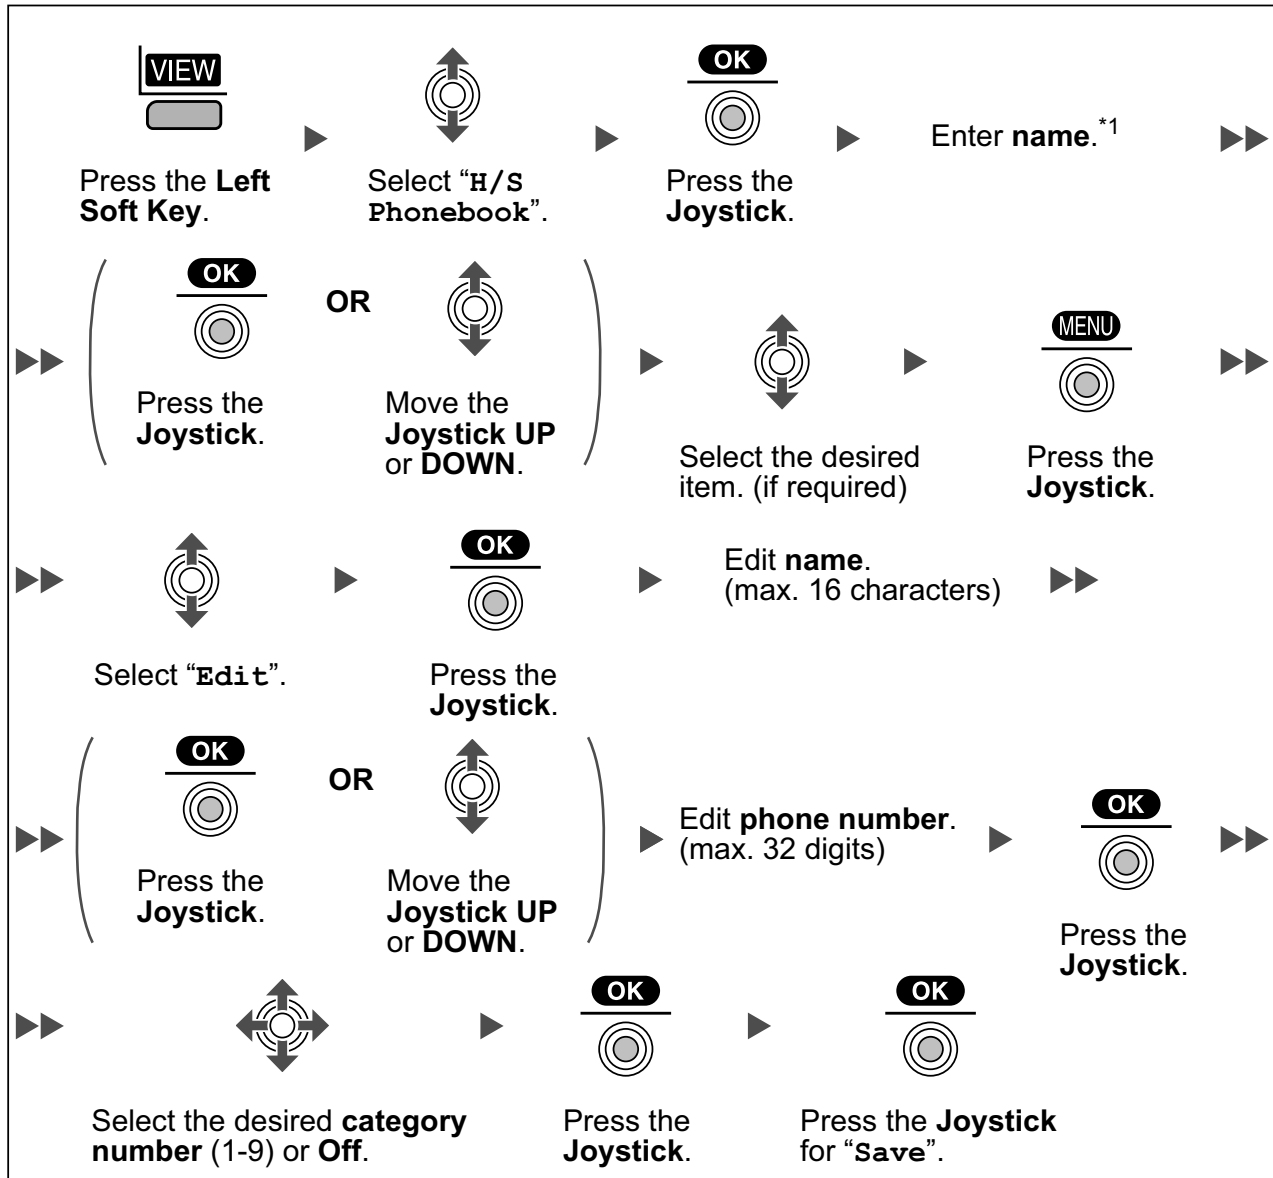 VIEW
Press the Left
Soft Key.
Select “H/S
Phonebook”.
OK
Press the
Joystick.
Enter name.*1
OK
Press the
Joystick.
OR
Move the
Joystick UP
or DOWN.
Select the desired
item. (if required)
MENU
Press the
Joystick.
Select “Edit”.
OK
Press the
Joystick.
Edit name.
(max. 16 characters)
OK
Press the
Joystick.
OR
Move the
Joystick UP
or DOWN.
Edit phone number.
(max. 32 digits)
OK
Press the
Joystick.
Select the desired category
number (1-9) or Off.
OK
Press the
Joystick.
OK
Press the Joystick
for “Save”.